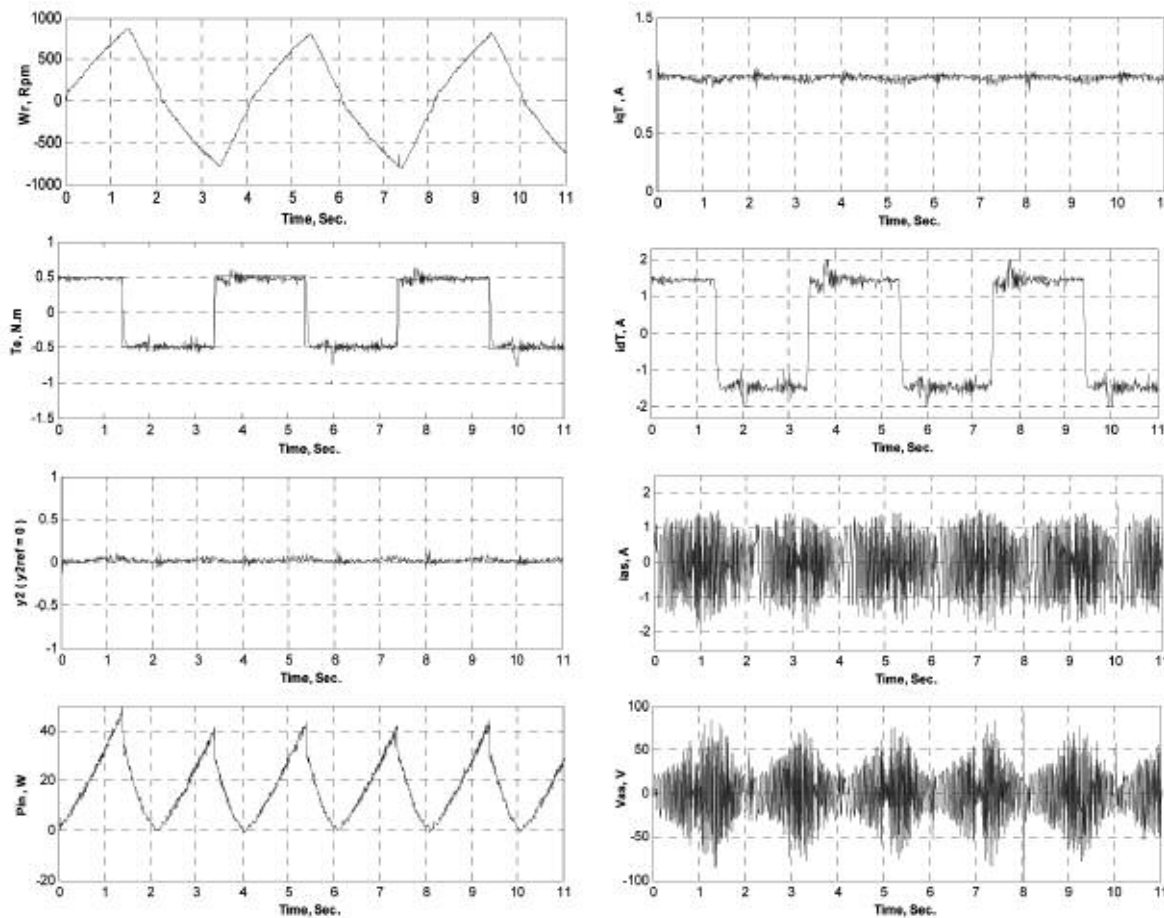 1000
500
0
-500
-1000
Wr, Rpm
0 1 2 3 4 5 6 7 8 9 10 11
Time, Sec.
1.5
1
0.5
0
iqT, A
0 1 2 3 4 5 6 7 8 9 10 11
Time, Sec.
1
0.5
0
-0.5
-1
-1.5
Te, N.m
0 1 2 3 4 5 6 7 8 9 10 11
Time, Sec.
2
1
0
-1
-2
idT, A
0 1 2 3 4 5 6 7 8 9 10 11
Time, Sec.
1
0.5
0
-0.5
-1
y2 ( y2ref = 0 )
0 1 2 3 4 5 6 7 8 9 10 11
Time, Sec.
2
1
0
-1
-2
ias, A
0 1 2 3 4 5 6 7 8 9 10 11
Time, Sec.
40
20
0
-20
Pin, W
0 1 2 3 4 5 6 7 8 9 10 11
Time, Sec.
100
50
0
-50
-100
Vas, V
0 1 2 3 4 5 6 7 8 9 10 11
Time, Sec.